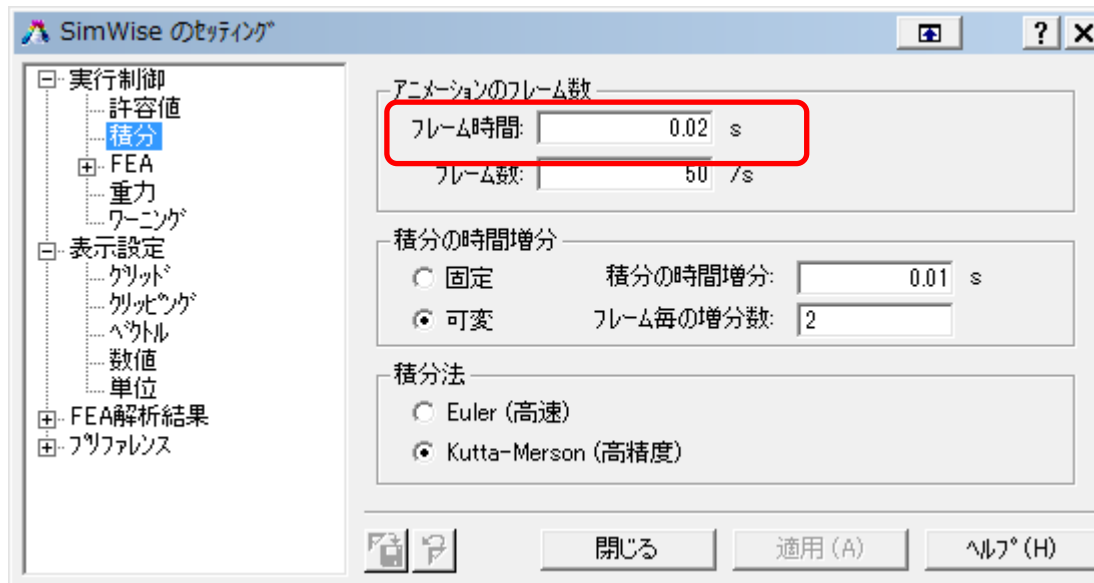 SimWise のｾｯﾃｨﾝｸﾞ
?
実行制御
許容値
積分
FEA
重力
ﾜｰﾆﾝｸﾞ
表示設定
ｸﾞﾘｯﾄﾞ
ｸﾘｯﾋﾟﾝｸﾞ
ﾍﾞｸﾄﾙ
数値
単位
FEA解析結果
ﾌﾟﾘﾌｧﾚﾝｽ
ｱﾆﾒｰｼｮﾝのﾌﾚｰﾑ数
ﾌﾚｰﾑ時間: 0.02 s
ﾌﾚｰﾑ数: 50 /s
積分の時間増分
固定 積分の時間増分: 0.01 s
可変 ﾌﾚｰﾑ毎の増分数: 2
積分法
Euler (高速)
Kutta-Merson (高精度)
閉じる 適用(A) ﾍﾙﾌﾟ(H)